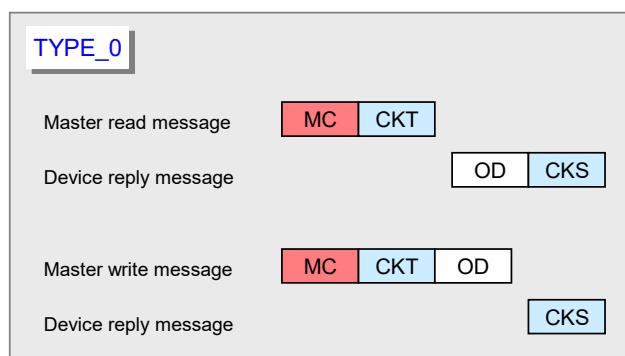 TYPE_0
Master read message MC CKT
Device reply message OD CKS
Master write message MC CKT OD
Device reply message CKS